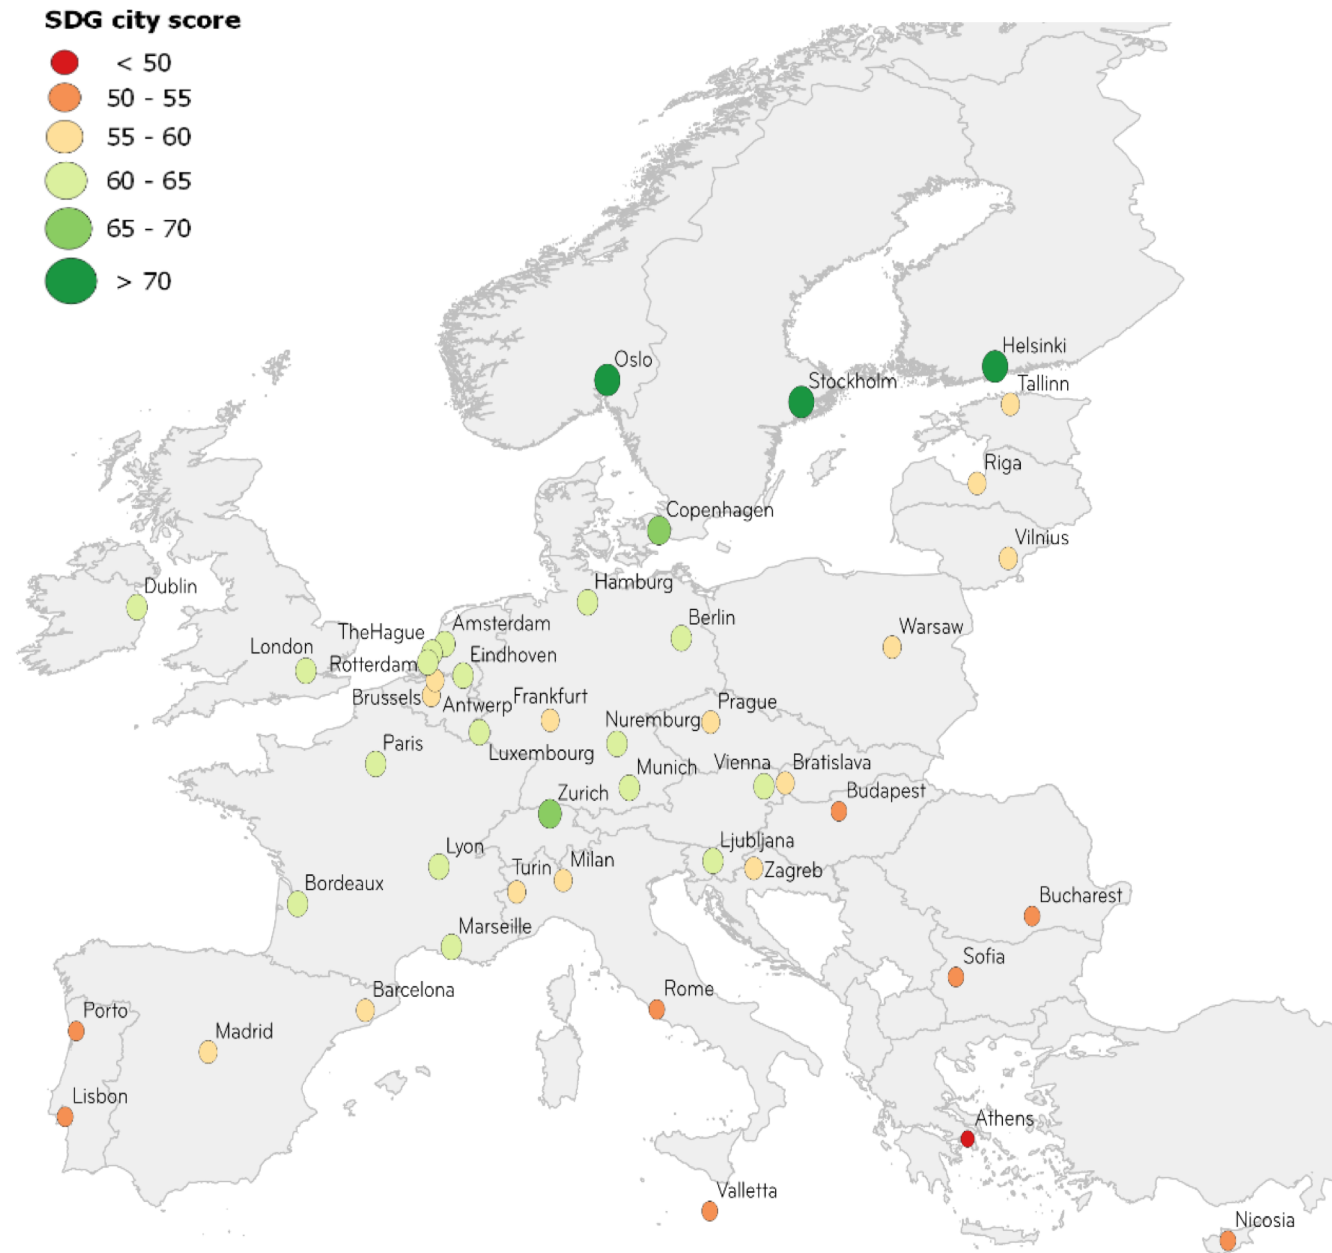 SDG city score
< 50
50 - 55
55 - 60
60 - 65
65 - 70
> 70
Oslo
Helsinki
Stockholm
Tallinn
Riga
Copenhagen
Vilnius
Dublin
Hamburg
Berlin
TheHague
Amsterdam
Warsaw
London
Rotterdam
Eindhoven
Brussels
Antwerp
Frankfurt
Prague
Nuremburg
Paris
Luxembourg
Munich
Vienna
Bratislava
Zurich
Budapest
Lyon
Ljubljana
Turin
Milan
Zagreb
Bordeaux
Bucharest
Marseille
Sofia
Barcelona
Rome
Porto
Madrid
Lisbon
Athens
Valletta
Nicosia